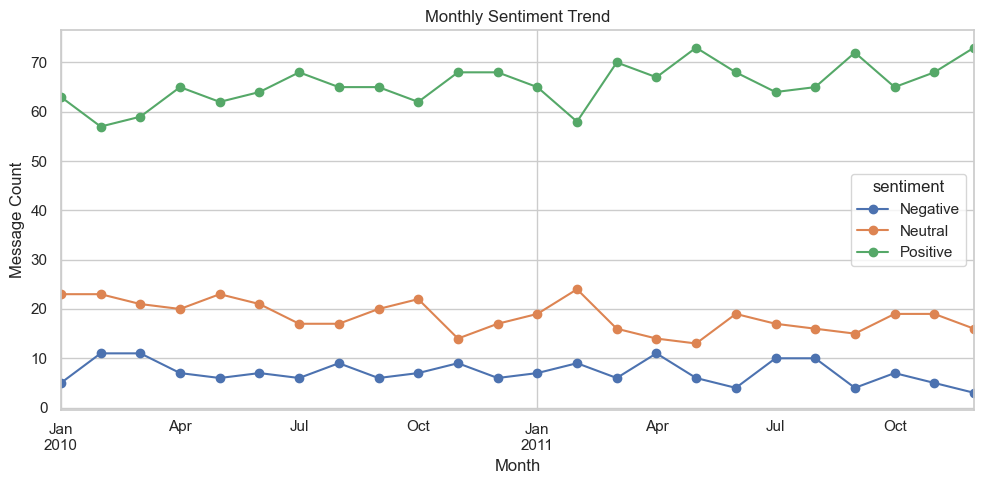 Monthly Sentiment Trend
Message Count
70
60
50
40
30
20
10
0
sentiment
Negative
Neutral
Positive
Jan Apr Jul Oct Jan Apr Jul Oct
2010 2011
Month